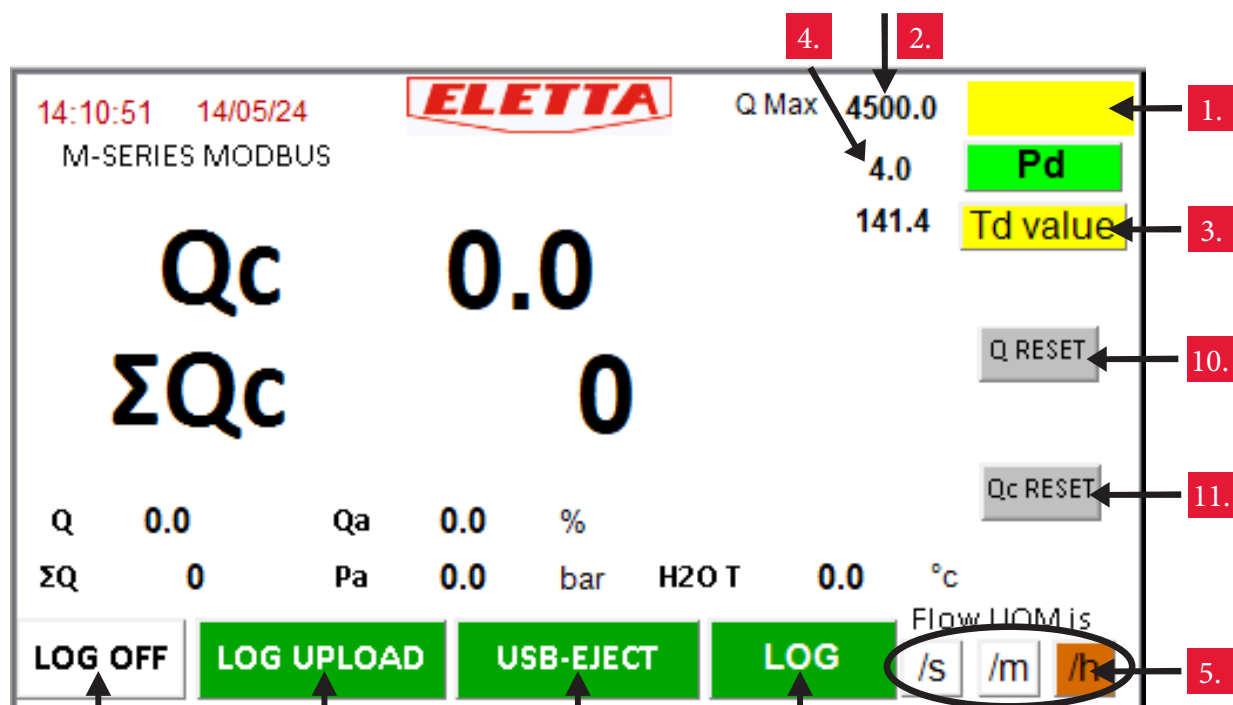 4. 2.
14:10:51 14/05/24 ELETTA Q Max 4500.0 1.
M-SERIES MODBUS 4.0 Pd
141.4 Td value 3.
Qc 0.0
Q RESET 10.
ΣQc 0
Qc RESET 11.
Q 0.0 Qa 0.0 %
ΣQ 0 Pa 0.0 bar H2O T 0.0 °c
Flow UOM is
LOG OFF LOG UPLOAD USB-EJECT LOG /s /m /h 5.